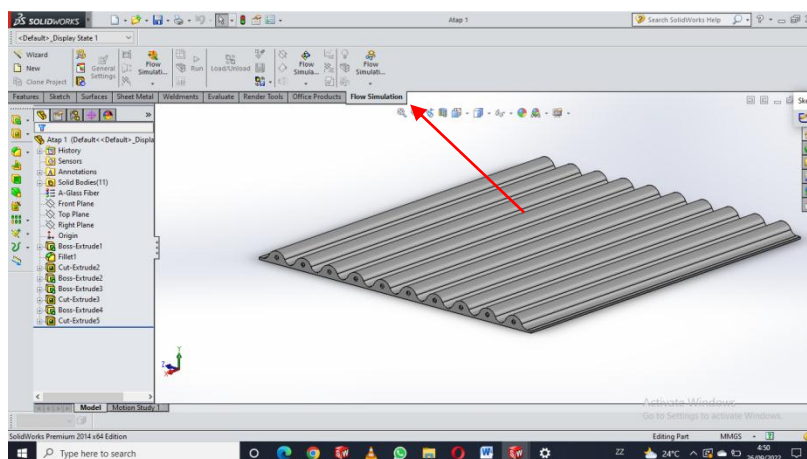 SOLIDWORKS
Atap 1
Search SolidWorks Help
<Default>_Display State 1
Wizard
New
Clone Project
General Settings
Flow Simulati...
Run
Load/Unload
Flow Simula...
Flow Simulati...
Features
Sketch
Surfaces
Sheet Metal
Weldments
Evaluate
Render Tools
Office Products
Flow Simulation
Atap 1 (Default<<Default>_Displa
History
Sensors
Annotations
Solid Bodies(11)
A-Glass Fiber
Front Plane
Top Plane
Right Plane
Origin
Boss-Extrude1
Fillet1
Cut-Extrude2
Boss-Extrude2
Boss-Extrude3
Cut-Extrude3
Boss-Extrude4
Cut-Extrude5
Model
Motion Study 1
Activate Windows
Go to Settings to activate Windows.
SolidWorks Premium 2014 x64 Edition
Editing Part
MMGS
Type here to search
24°C
4:50
26/09/2022